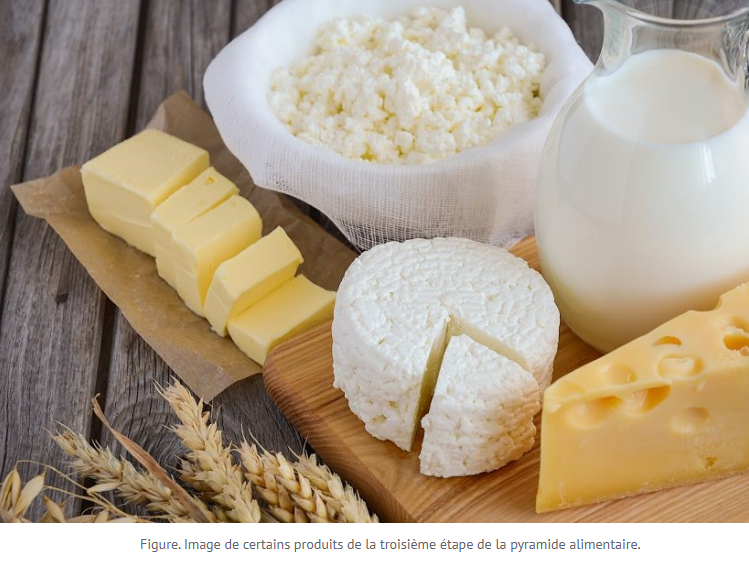 Figure. Image de certains produits de la troisième étape de la pyramide alimentaire.